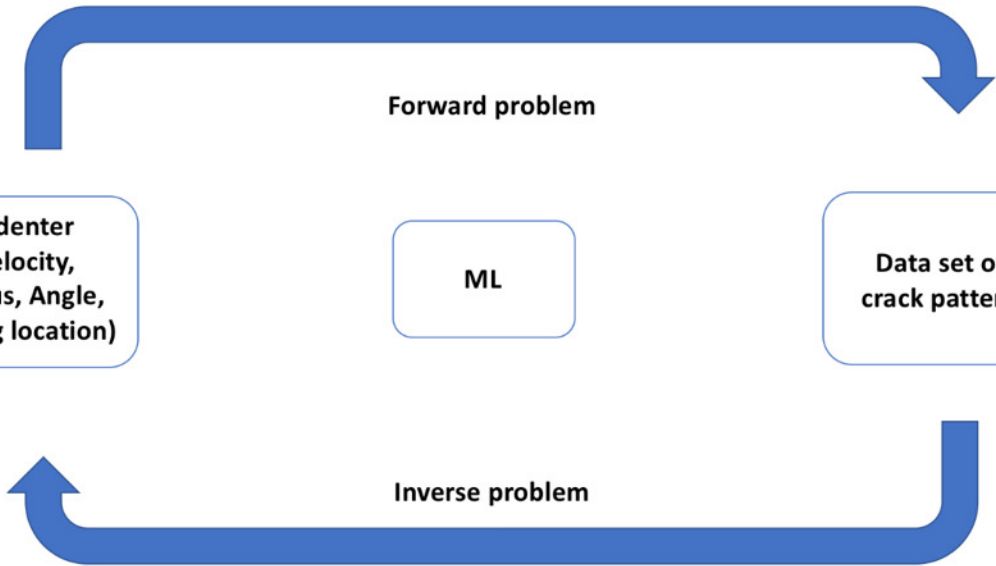 Forward problem
denter
elocity,
us, Angle,
g location)
ML
Data set o
crack patter
Inverse problem